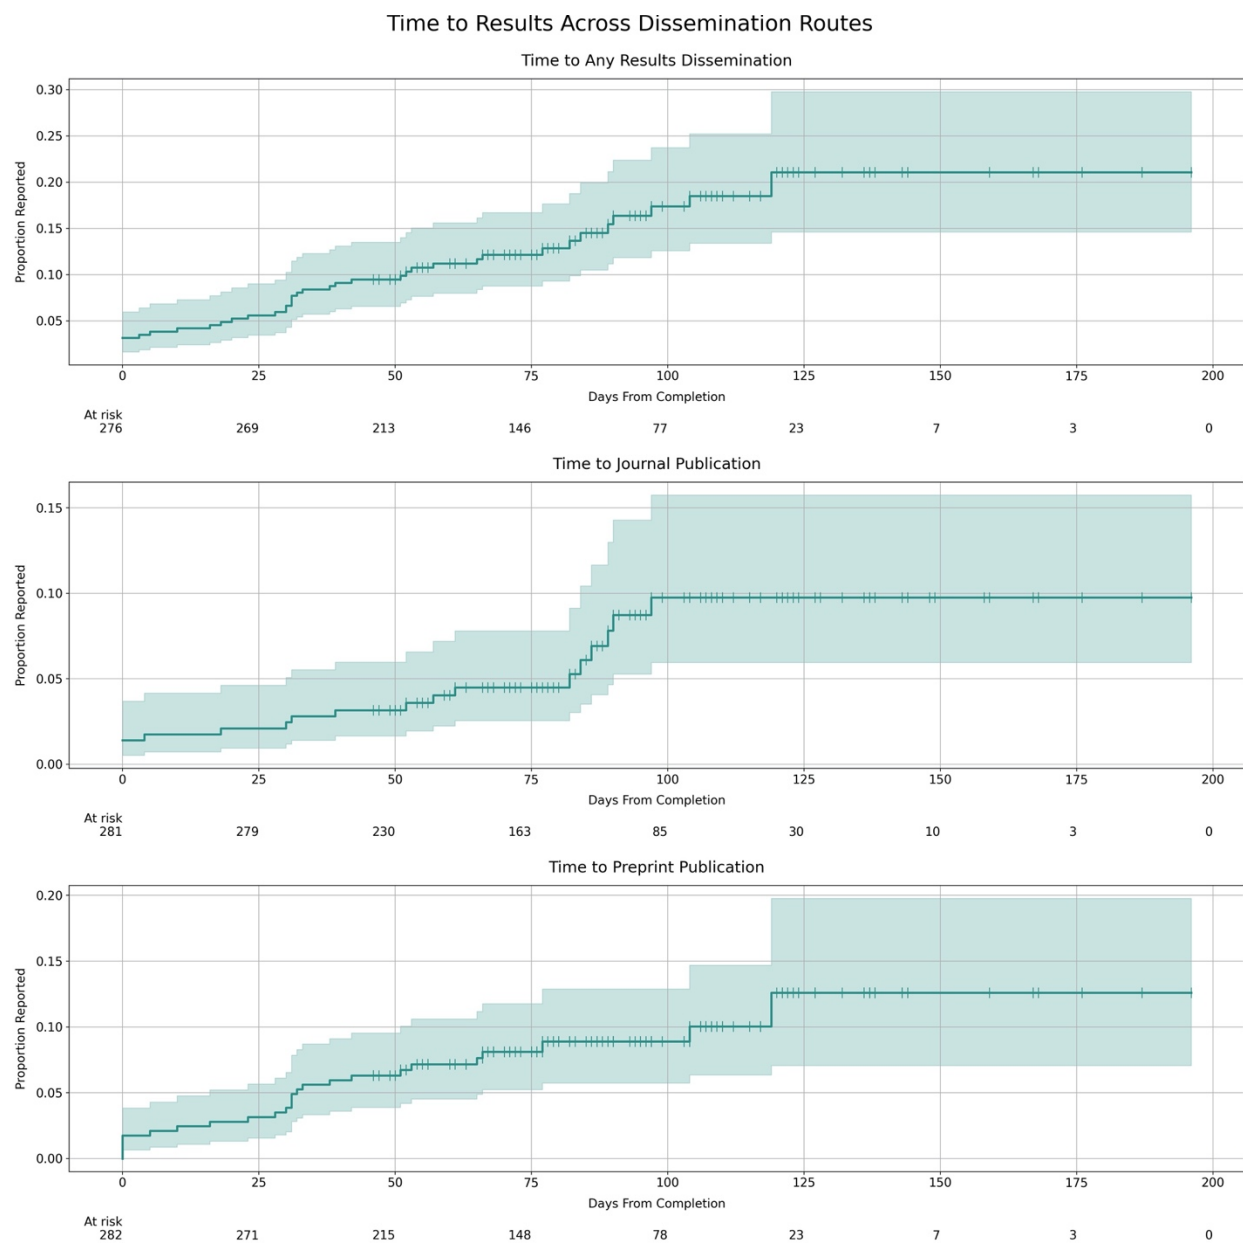 Time to Results Across Dissemination Routes
Time to Any Results Dissemination
0.30
0.25
0.20
0.15
0.10
0.05
Proportion Reported
0 25 50 75 100 125 150 175 200
Days From Completion
At risk
276 269 213 146 77 23 7 3 0
Time to Journal Publication
0.15
0.10
0.05
0.00
Proportion Reported
0 25 50 75 100 125 150 175 200
Days From Completion
At risk
281 279 230 163 85 30 10 3 0
Time to Preprint Publication
0.20
0.15
0.10
0.05
0.00
Proportion Reported
0 25 50 75 100 125 150 175 200
Days From Completion
At risk
282 271 215 148 78 23 7 3 0